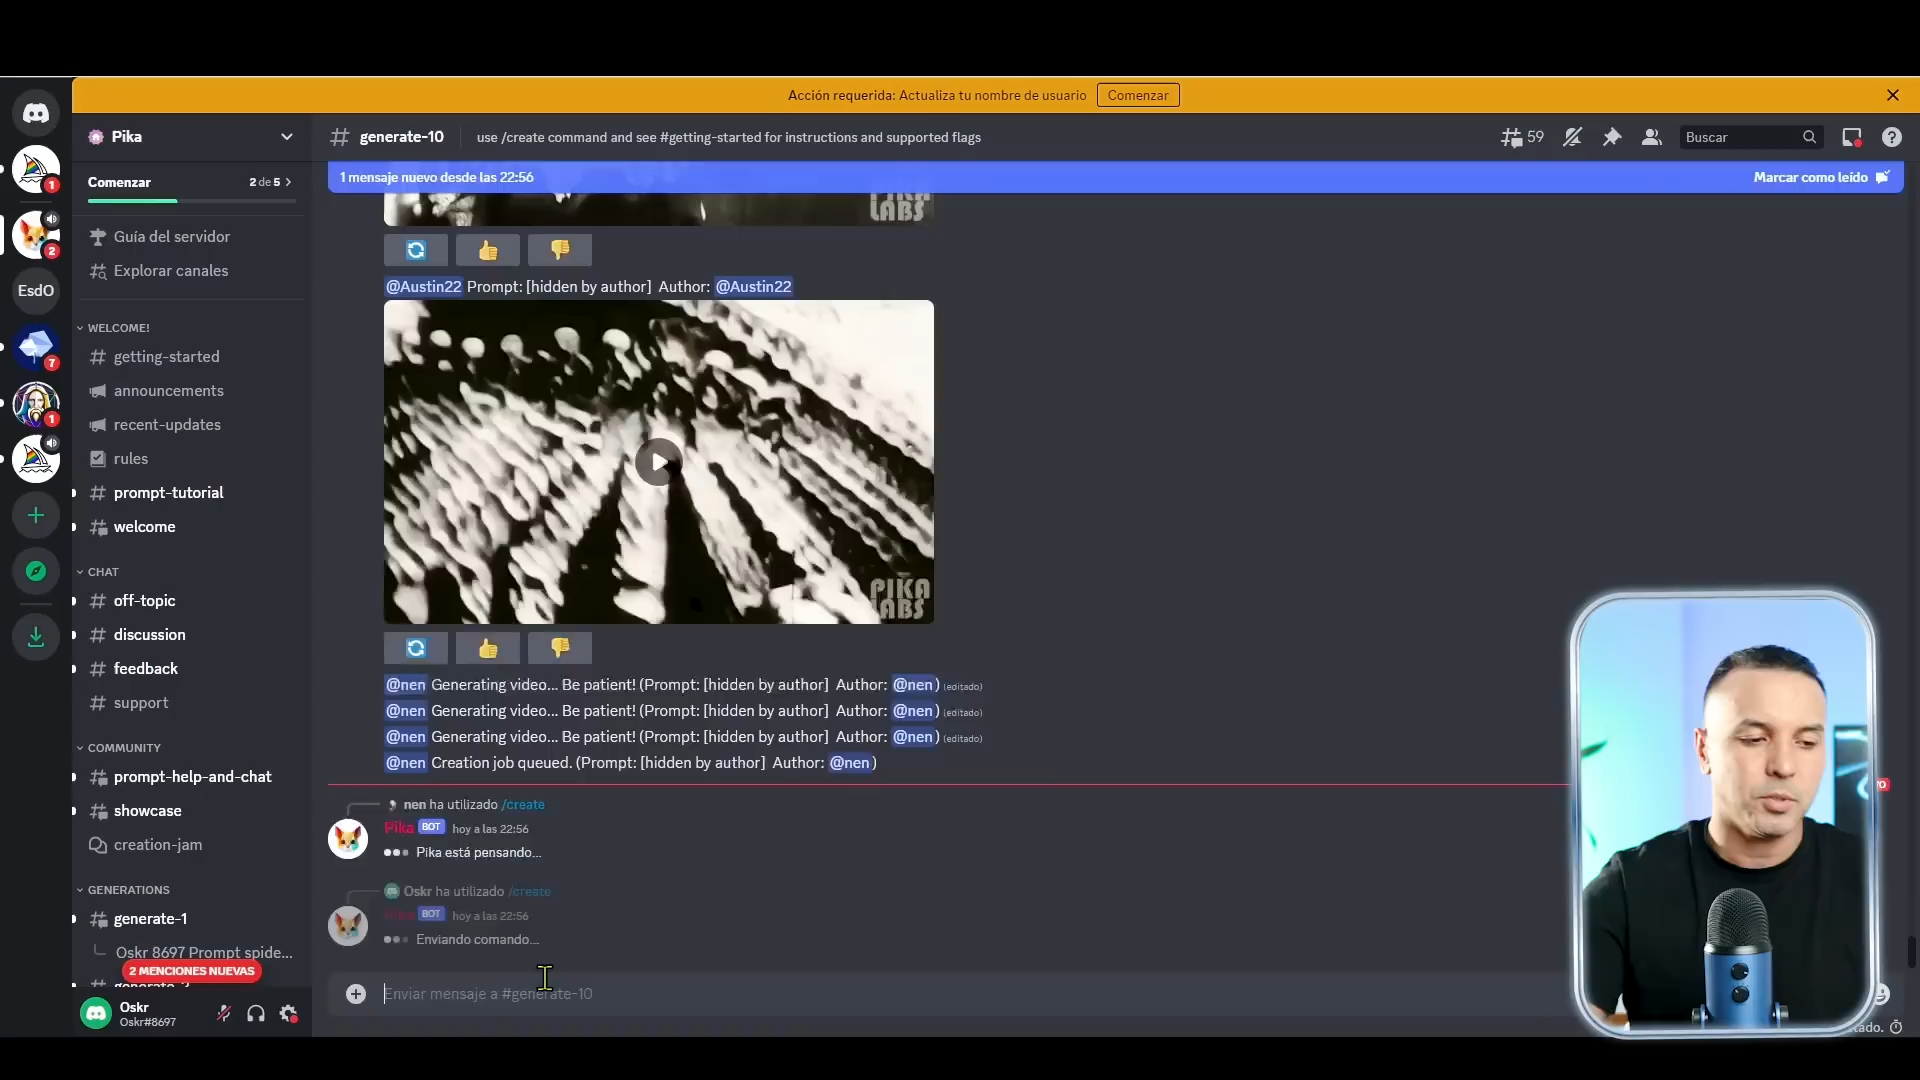 Acción requerida: Actualiza tu nombre de usuario Comenzar
Pika
generate-10 use /create command and see #getting-started for instructions and supported flags
59
Buscar
Comenzar 2 de 5
1 mensaje nuevo desde las 22:56 Marcar como leído
1
2
EsdO
7
1
Guía del servidor
Explorar canales
WELCOME!
getting-started
announcements
recent-updates
rules
prompt-tutorial
welcome
CHAT
off-topic
discussion
feedback
support
COMMUNITY
prompt-help-and-chat
showcase
creation-jam
GENERATIONS
generate-1
Oskr 8697 Prompt spide...
2 MENCIONES NUEVAS
Oskr
Oskr#8697
PIKA
LABS
@Austin22 Prompt: [hidden by author] Author: @Austin22
PIKA
LABS
@nen Generating video... Be patient! (Prompt: [hidden by author] Author: @nen) (editado)
@nen Generating video... Be patient! (Prompt: [hidden by author] Author: @nen) (editado)
@nen Generating video... Be patient! (Prompt: [hidden by author] Author: @nen) (editado)
@nen Creation job queued. (Prompt: [hidden by author] Author: @nen)
nen ha utilizado /create
Pika BOT hoy a las 22:56
Pika está pensando...
Oskr ha utilizado /create
Pika BOT hoy a las 22:56
Enviando comando...
Enviar mensaje a #generate-10